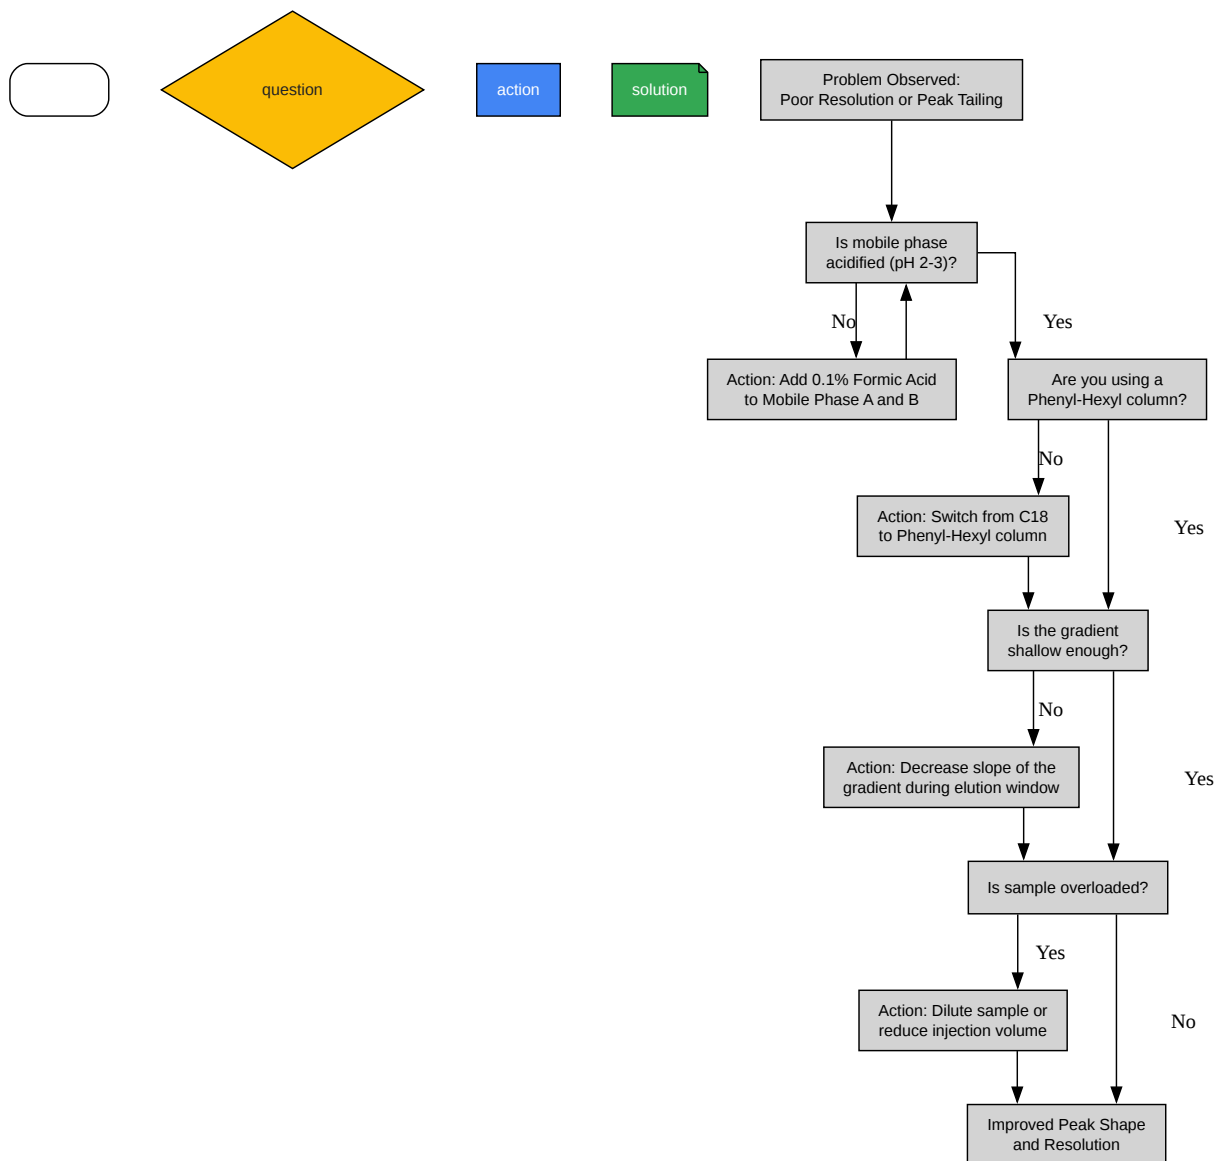 question
action
solution
Problem Observed:
Poor Resolution or Peak Tailing
Is mobile phase
acidified (pH 2-3)?
No
Yes
Action: Add 0.1% Formic Acid
to Mobile Phase A and B
Are you using a
Phenyl-Hexyl column?
No
Action: Switch from C18
to Phenyl-Hexyl column
Yes
Is the gradient
shallow enough?
No
Action: Decrease slope of the
gradient during elution window
Yes
Is sample overloaded?
Yes
Action: Dilute sample or
reduce injection volume
No
Improved Peak Shape
and Resolution